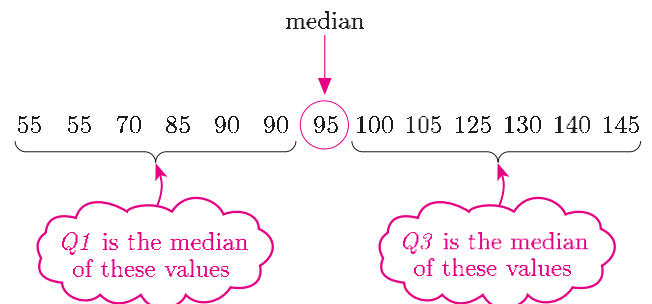 median
55 55 70 85 90 90 95 100 105 125 130 140 145
Q1 is the median
of these values
Q3 is the median
of these values